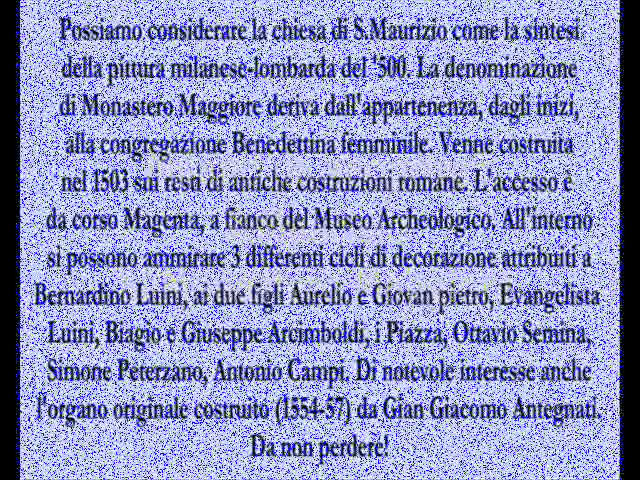 Possiamo considerare la chiesa di S.Maurizio come la sintesi
della pittura milanese-lombarda del '500. La denominazione
di Monastero Maggiore deriva dall'appartenenza, dagli inizi,
alla congregazione Benedettina femminile. Venne costruita
nel 1503 sui resti di antiche costruzioni romane. L'accesso è
da corso Magenta, a fianco del Museo Archeologico. All'interno
si possono ammirare 3 differenti cicli di decorazione attribuiti a
Bernardino Luini, ai due figli Aurelio e Giovan pietro, Evangelista
Luini, Biagio e Giuseppe Arcimboldi, i Piazza, Ottavio Semina,
Simone Peterzano, Antonio Campi. Di notevole interesse anche
l'organo originale costruito (1554-57) da Gian Giacomo Antegnati.
Da non perdere!